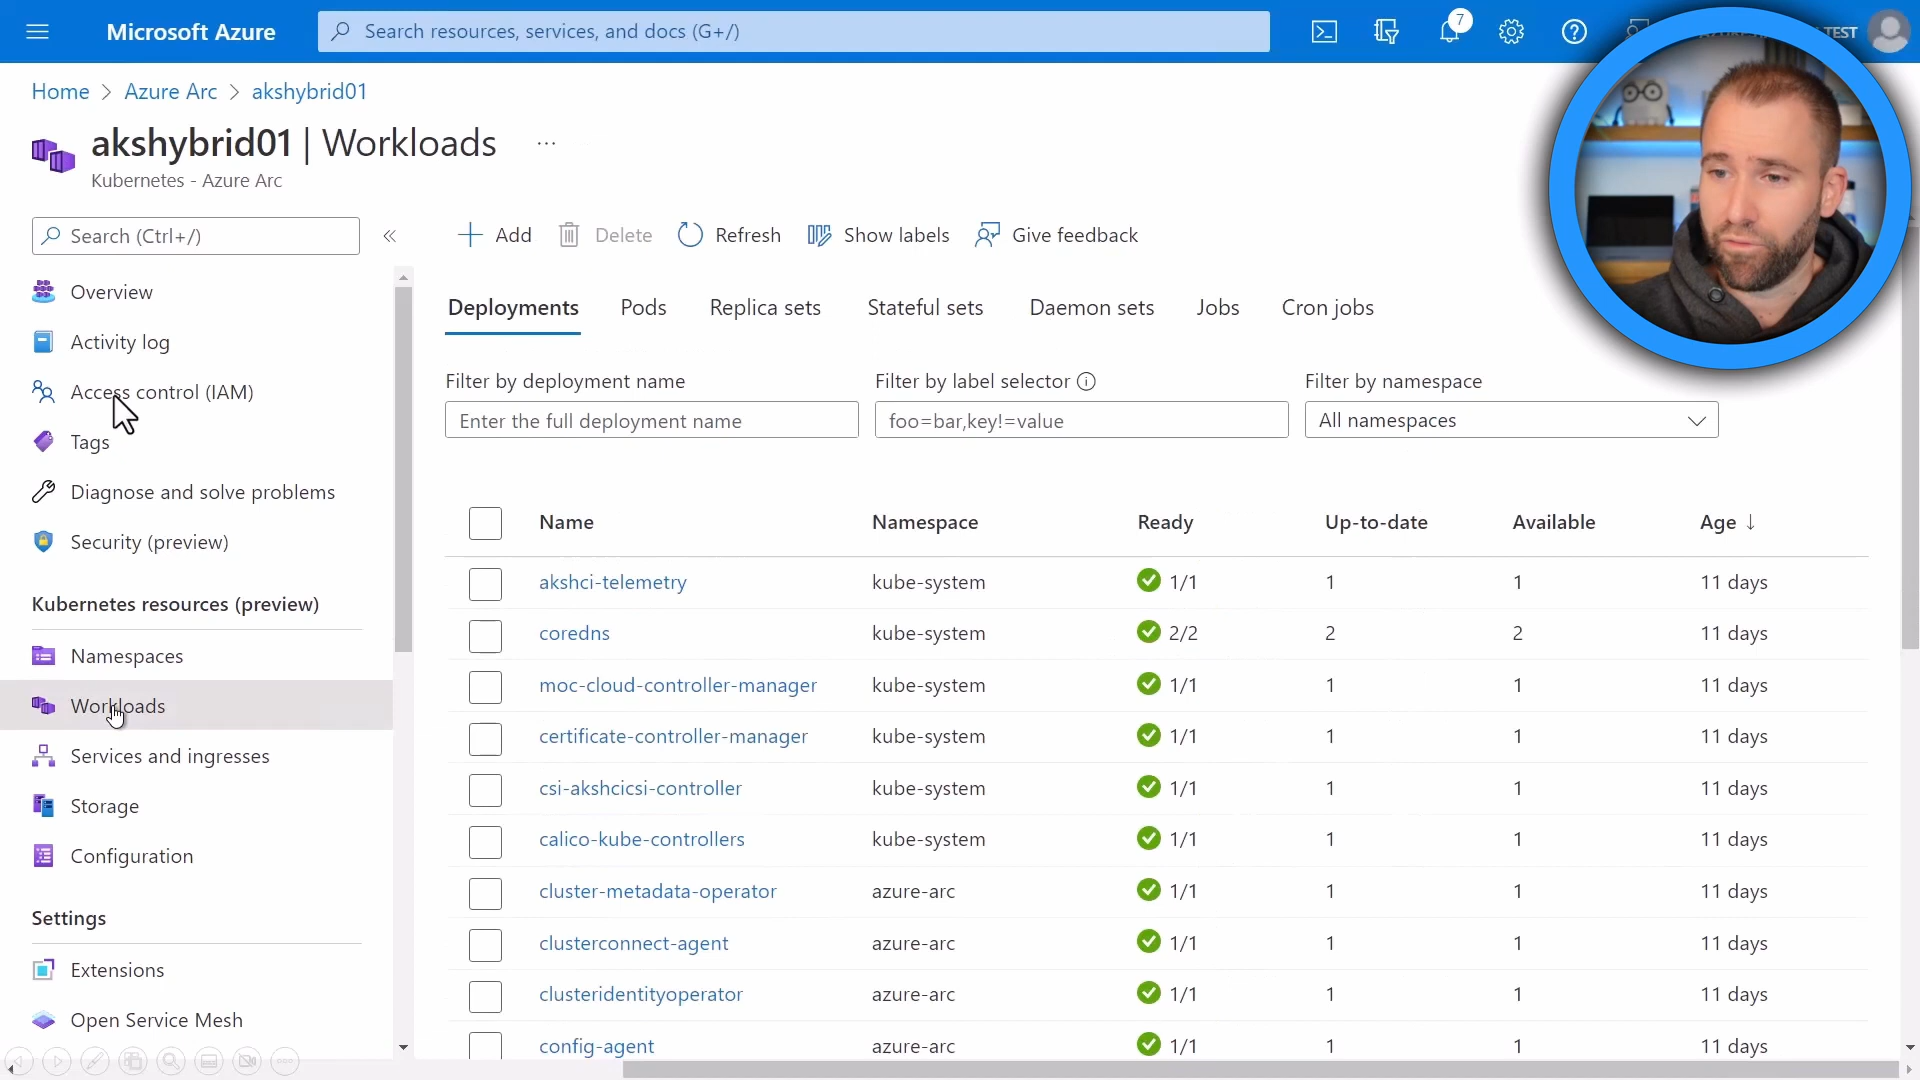 Microsoft Azure
Search resources, services, and docs (G+/)
7
TEST
Home > Azure Arc > akshybrid01
akshybrid01 | Workloads ...
Kubernetes - Azure Arc
Search (Ctrl+/)
«
Add
Delete
Refresh
Show labels
Give feedback
Overview
Activity log
Access control (IAM)
Tags
Diagnose and solve problems
Security (preview)
Kubernetes resources (preview)
Namespaces
Workloads
Services and ingresses
Storage
Configuration
Settings
Extensions
Open Service Mesh
Deployments Pods Replica sets Stateful sets Daemon sets Jobs Cron jobs
Filter by deployment name
Enter the full deployment name
Filter by label selector
foo=bar,key!=value
Filter by namespace
All namespaces
Name Namespace Ready Up-to-date Available Age ↓
akshci-telemetry kube-system 1/1 1 1 11 days
coredns kube-system 2/2 2 2 11 days
moc-cloud-controller-manager kube-system 1/1 1 1 11 days
certificate-controller-manager kube-system 1/1 1 1 11 days
csi-akshcicsi-controller kube-system 1/1 1 1 11 days
calico-kube-controllers kube-system 1/1 1 1 11 days
cluster-metadata-operator azure-arc 1/1 1 1 11 days
clusterconnect-agent azure-arc 1/1 1 1 11 days
clusteridentityoperator azure-arc 1/1 1 1 11 days
config-agent azure-arc 1/1 1 1 11 days